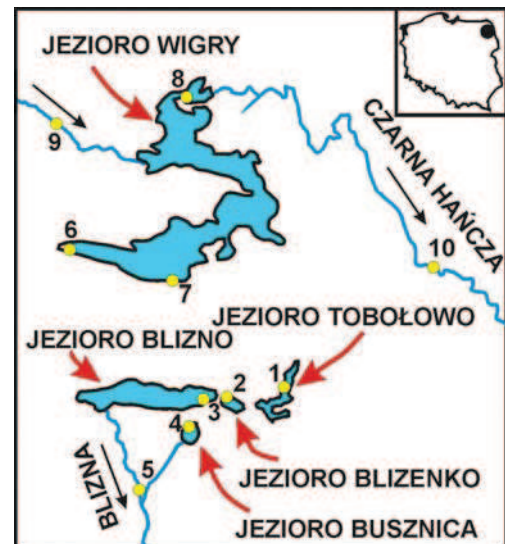 JEZIORO WIGRY
8
9
CZARNA HAŃCZA
6
10
7
JEZIORO TOBOŁOWO
JEZIORO BLIZNO
1
2
3
4
5
BLIZNA
JEZIORO BLIZENKO
JEZIORO BUSZNICA